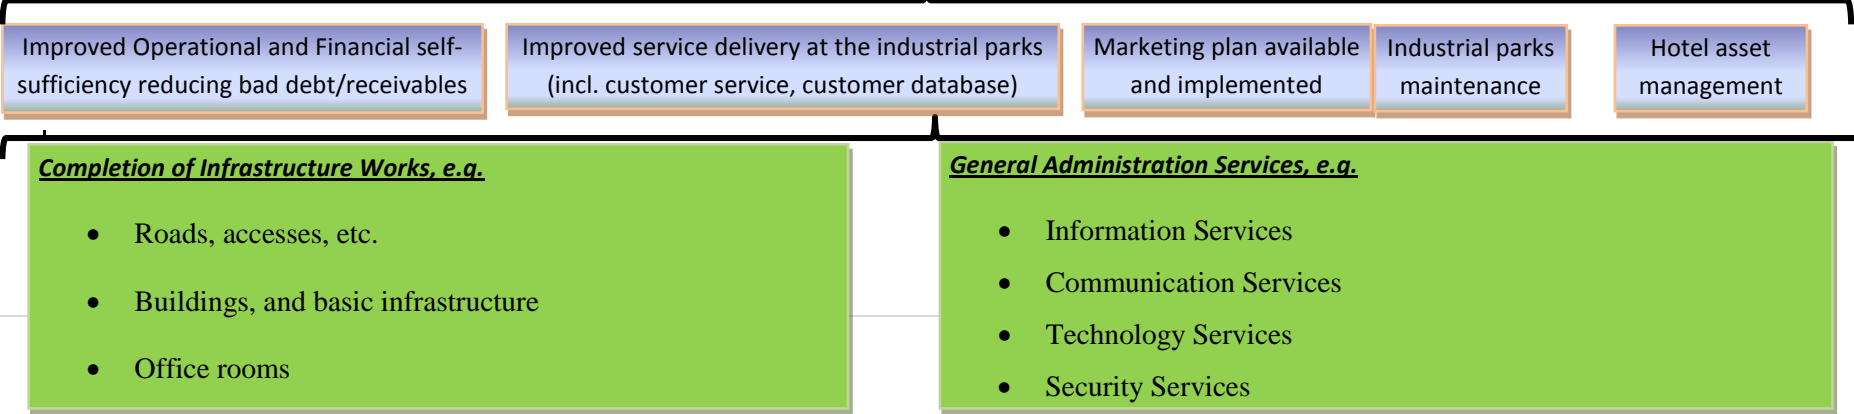 Improved Operational and Financial self-
sufficiency reducing bad debt/receivables
Improved service delivery at the industrial parks
(incl. customer service, customer database)
Marketing plan available
and implemented
Industrial parks
maintenance
Hotel asset
management
Completion of Infrastructure Works, e.g.
• Roads, accesses, etc.
• Buildings, and basic infrastructure
• Office rooms
General Administration Services, e.g.
• Information Services
• Communication Services
• Technology Services
• Security Services